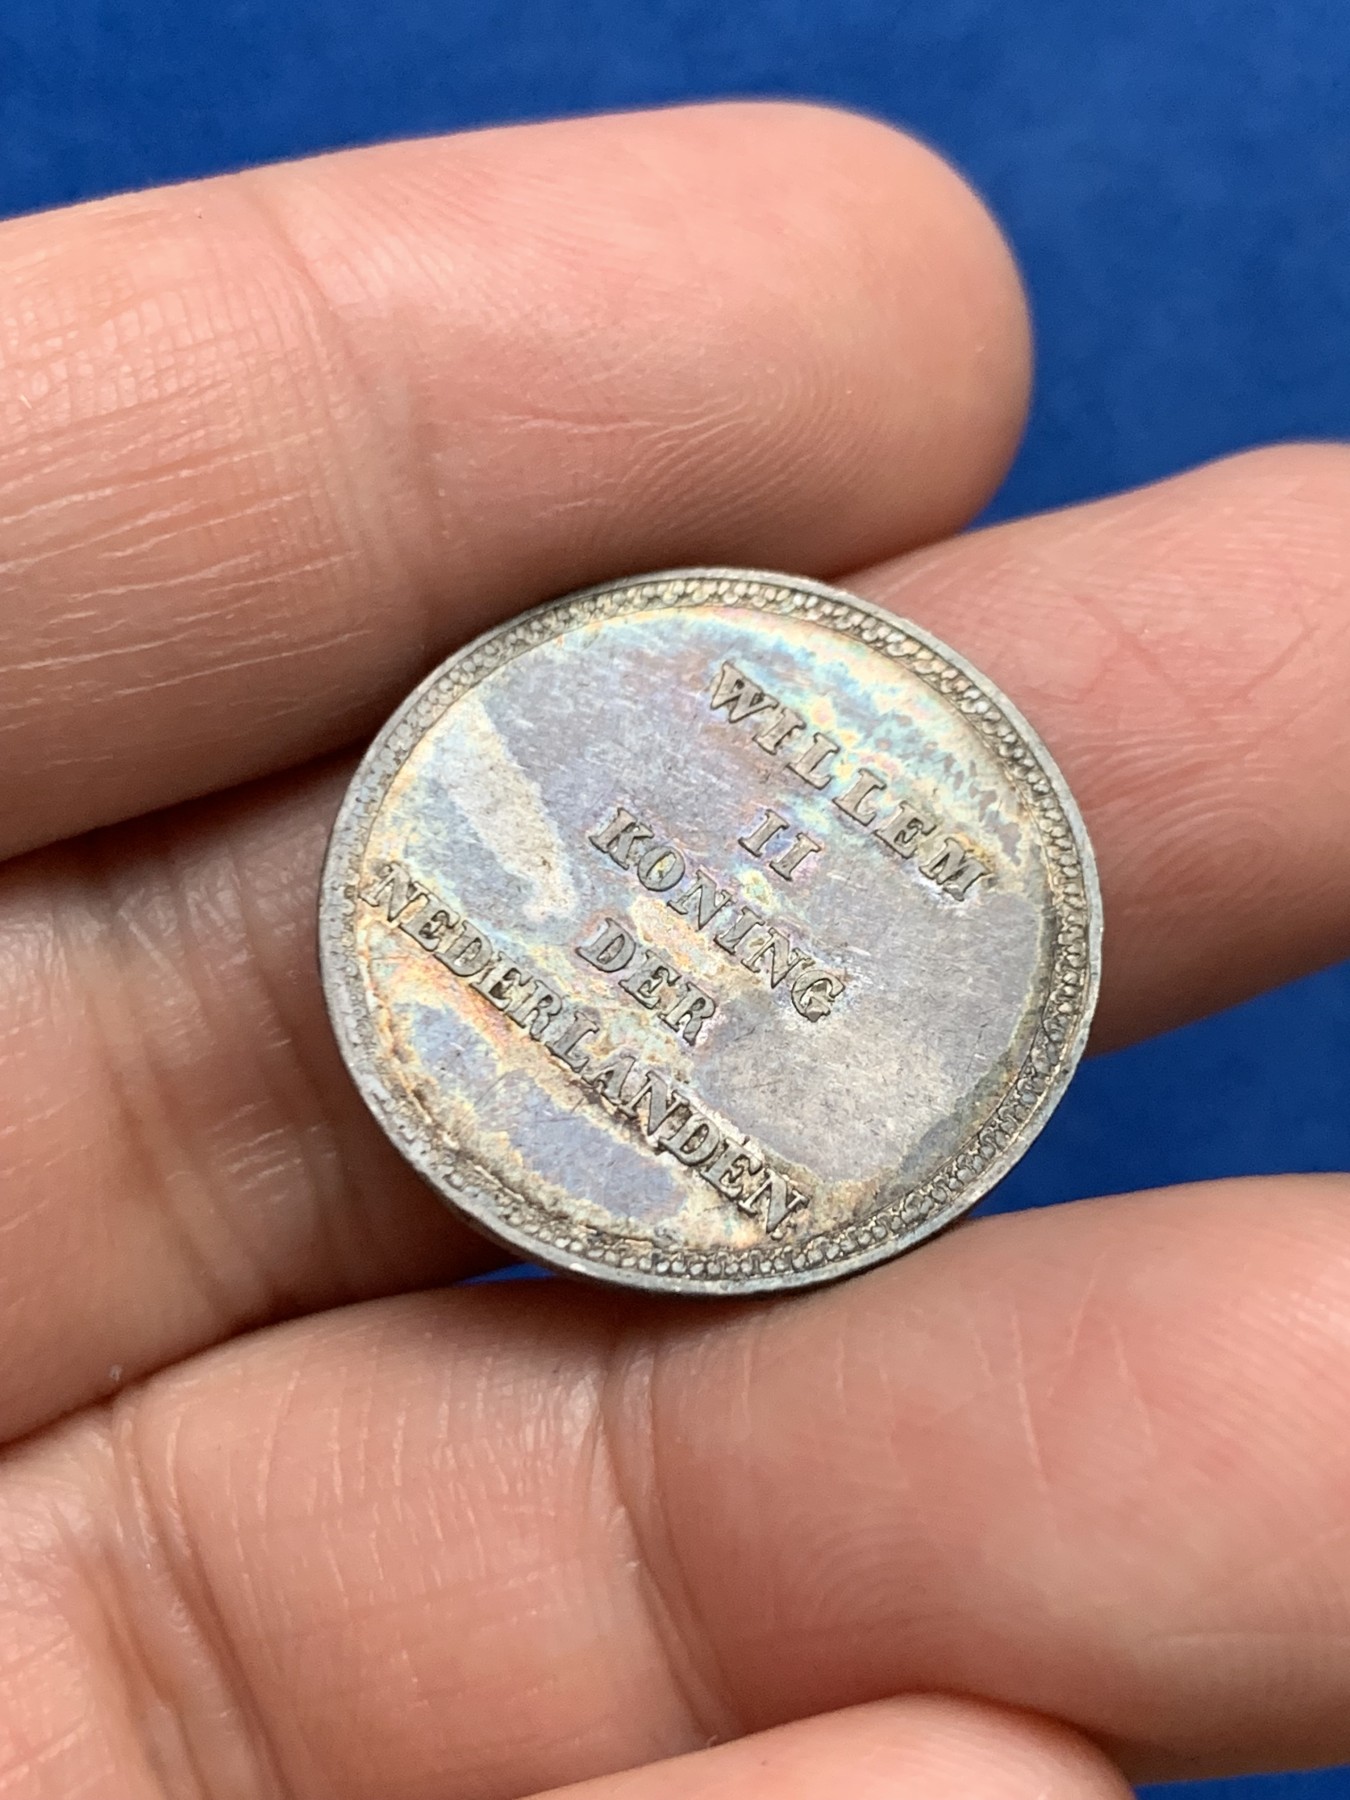 WILLEM
II
KONING
DER
NEDERLANDEN